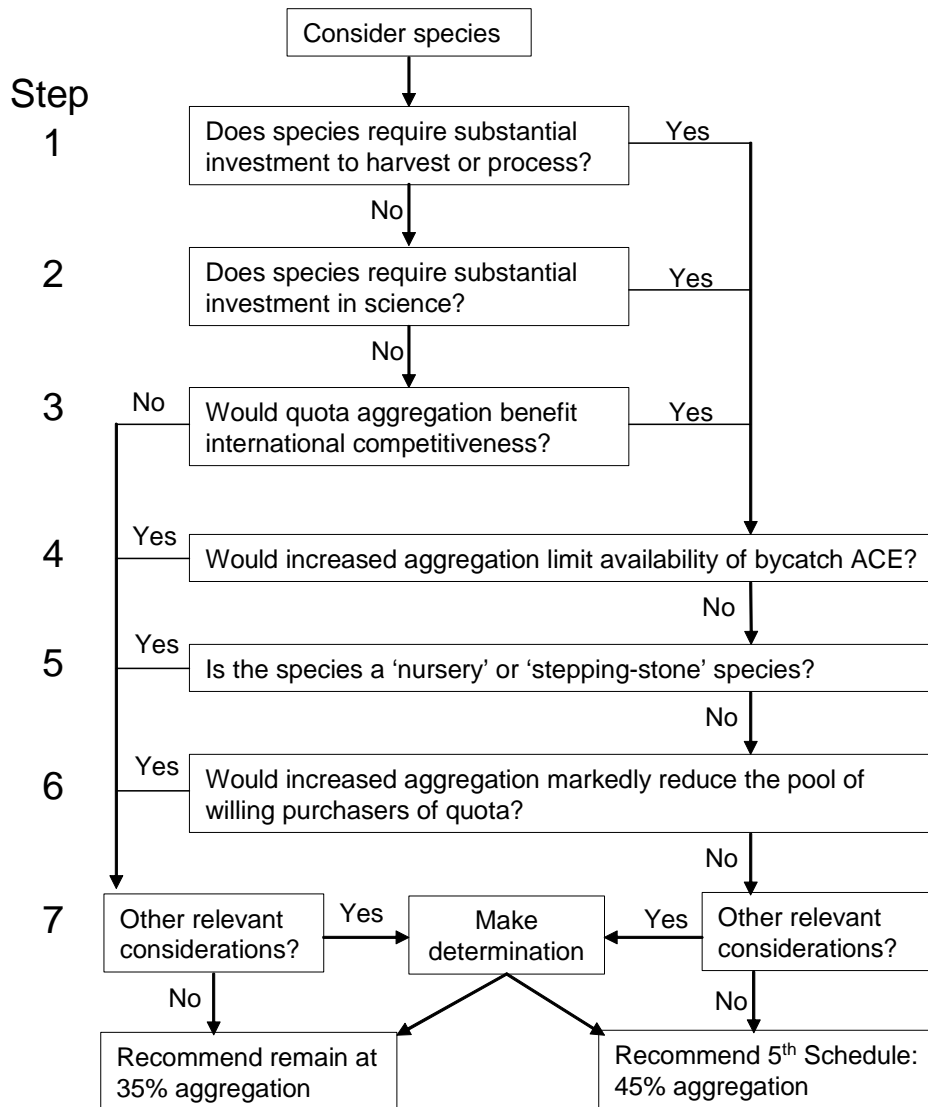 Consider species
Step
1
Does species require substantial
investment to harvest or process?
Yes
No
2
Does species require substantial
investment in science?
Yes
No
3
No
Would quota aggregation benefit
international competitiveness?
Yes
4
Yes
Would increased aggregation limit availability of bycatch ACE?
No
5
Yes
Is the species a ‘nursery’ or ‘stepping-stone’ species?
No
6
Yes
Would increased aggregation markedly reduce the pool of
willing purchasers of quota?
No
7
Other relevant
considerations?
Yes
Make
determination
Yes
Other relevant
considerations?
No
No
Recommend remain at
35% aggregation
Recommend 5th Schedule:
45% aggregation